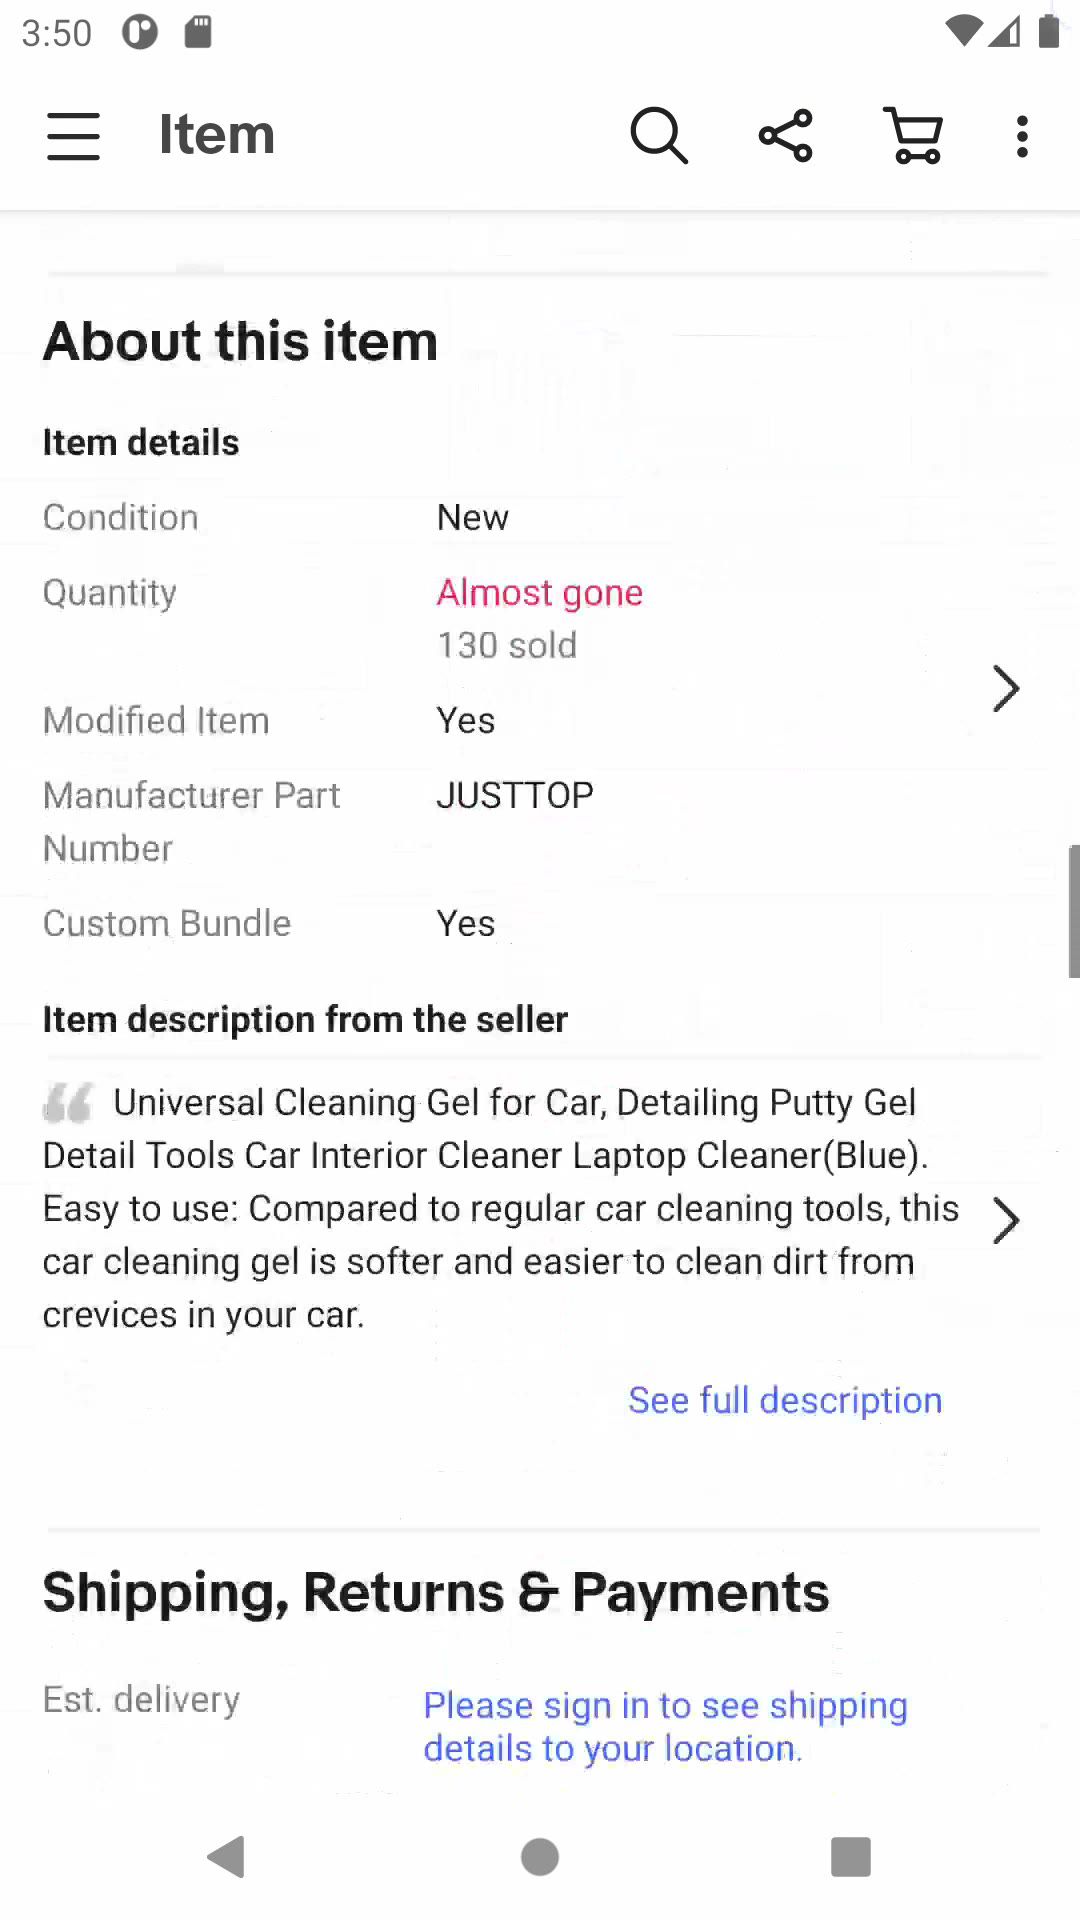 3:50
Item
About this item
Item details
Condition New
Quantity Almost gone
130 sold
Modified Item Yes
Manufacturer Part JUSTTOP
Number
Custom Bundle Yes
Item description from the seller
Universal Cleaning Gel for Car, Detailing Putty Gel
Detail Tools Car Interior Cleaner Laptop Cleaner(Blue).
Easy to use: Compared to regular car cleaning tools, this
car cleaning gel is softer and easier to clean dirt from
crevices in your car.
See full description
Shipping, Returns & Payments
Est. delivery Please sign in to see shipping
details to your location.